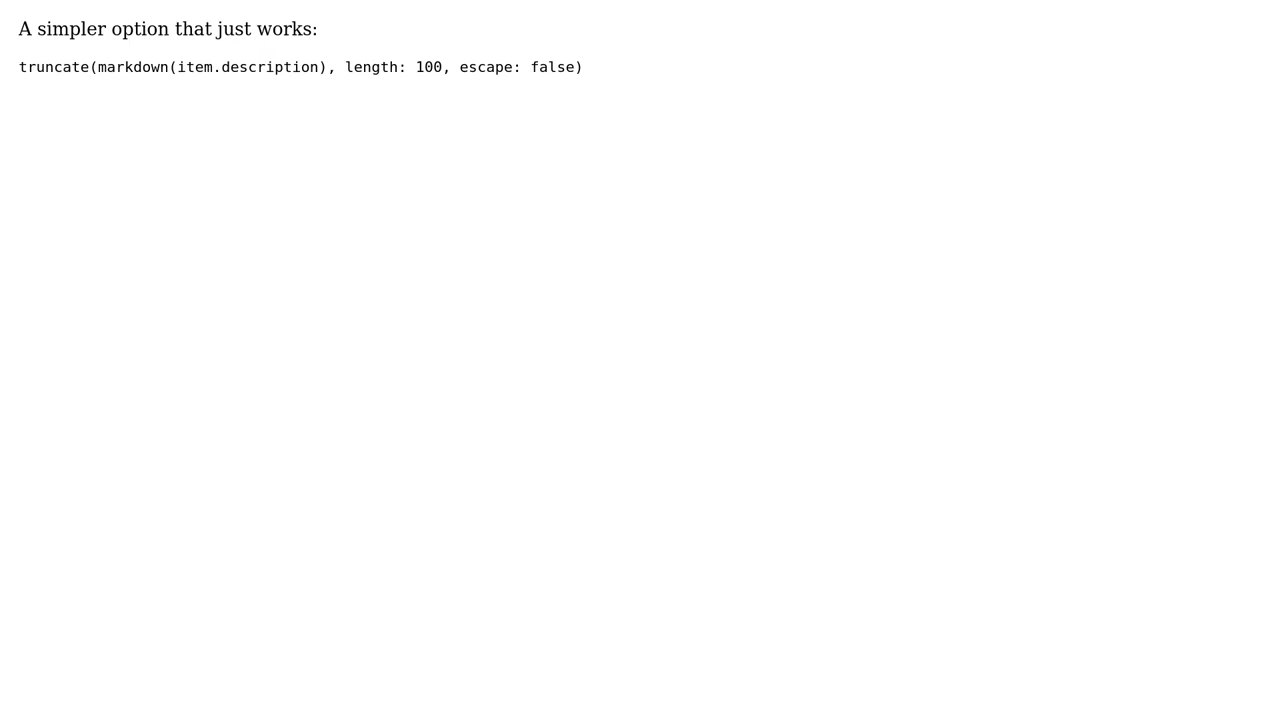 A simpler option that just works:
truncate(markdown(item.description), length: 100, escape: false)